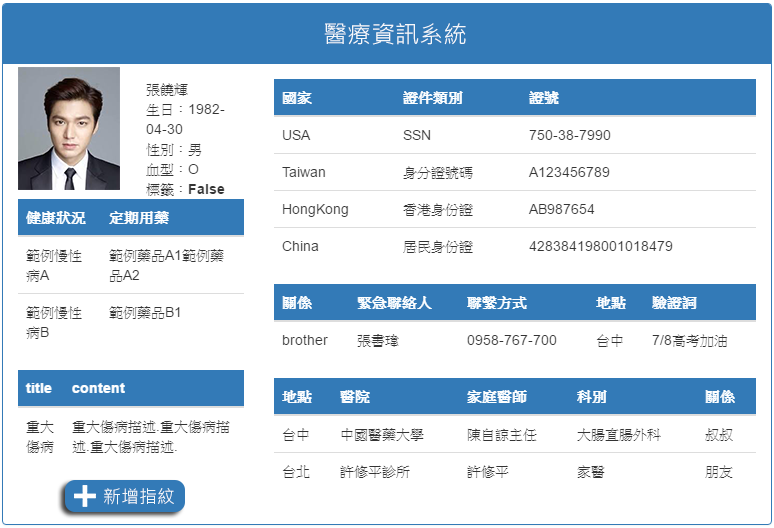 醫療資訊系統
張鐃輝
生日：1982-
04-30
性別：男
血型：O
標籤：False
健康狀況 定期用藥
範例慢性 範例藥品A1範例藥
病A 品A2
範例慢性 範例藥品B1
病B
title content
重大 重大傷病描述.重大傷病描
傷病 述.重大傷病描述.
新增指紋
國家 證件類別 證號
USA SSN 750-38-7990
Taiwan 身分證號碼 A123456789
HongKong 香港身份證 AB987654
China 居民身份證 428384198001018479
關係 緊急聯絡人 聯繫方式 地點 驗證詞
brother 張書瑋 0958-767-700 台中 7/8高考加油
地點 醫院 家庭醫師 科別 關係
台中 中國醫藥大學 陳自諒主任 大腸直腸外科 叔叔
台北 許修平診所 許修平 家醫 朋友